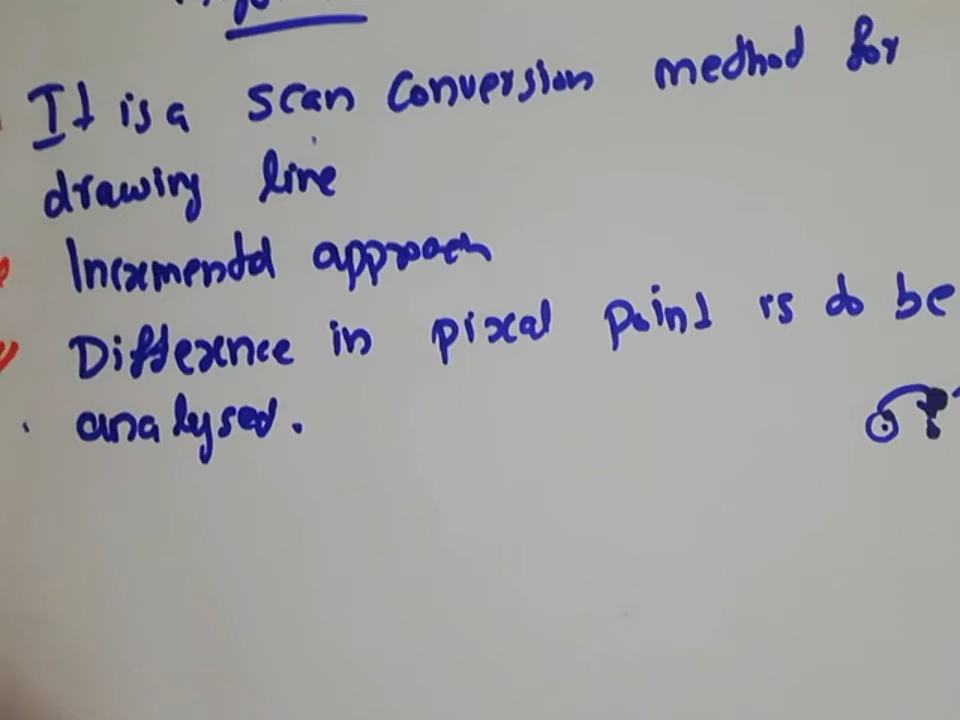 It is a scan conversion method for
drawing line
Incremental approach
Difference in pixel point is to be
analysed.